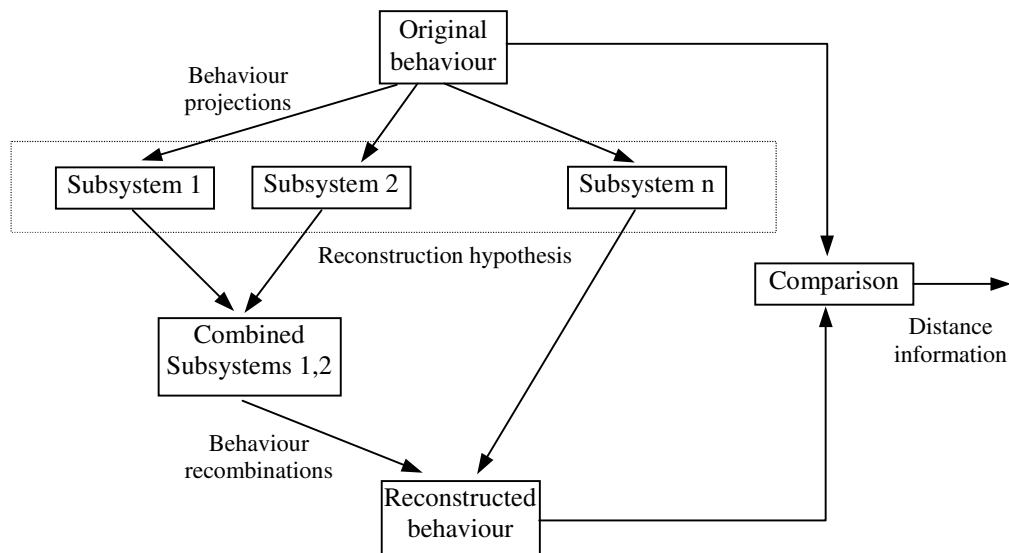 Original
behaviour
Behaviour
projections
Subsystem 1
Subsystem 2
Subsystem n
Reconstruction hypothesis
Comparison
Combined
Subsystems 1,2
Distance
information
Behaviour
recombinations
Reconstructed
behaviour